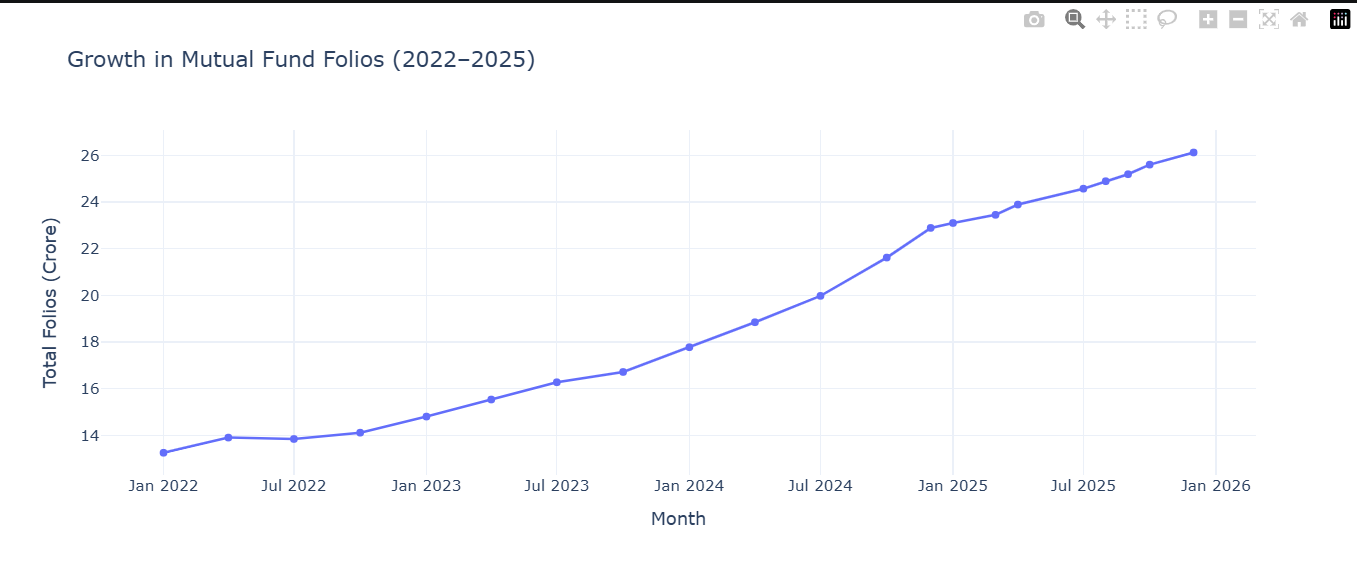 Growth in Mutual Fund Folios (2022–2025)
Total Folios (Crore)
26
24
22
20
18
16
14
Jan 2022 Jul 2022 Jan 2023 Jul 2023 Jan 2024 Jul 2024 Jan 2025 Jul 2025 Jan 2026
Month